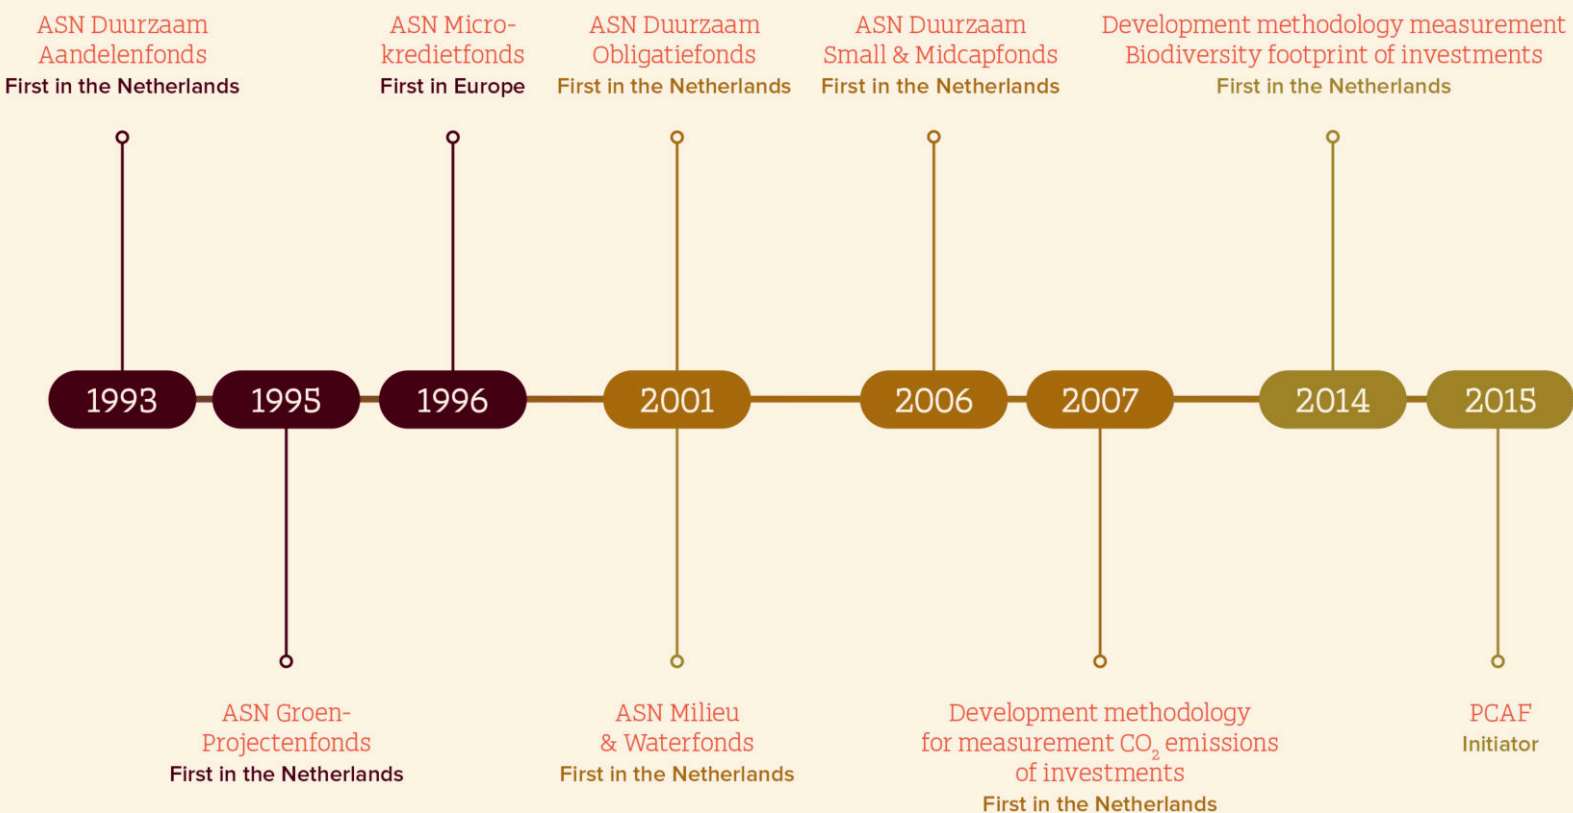 ASN Duurzaam
Aandelenfonds
First in the Netherlands
ASN Micro-
kredietfonds
First in Europe
ASN Duurzaam
Obligatiefonds
First in the Netherlands
ASN Duurzaam
Small & Midcapfonds
First in the Netherlands
Development methodology measurement
Biodiversity footprint of investments
First in the Netherlands
1993
1995
1996
2001
2006
2007
2014
2015
ASN Groen-
Projectenfonds
First in the Netherlands
ASN Milieu
& Waterfonds
First in the Netherlands
Development methodology
for measurement CO₂ emissions
of investments
First in the Netherlands
PCAF
Initiator